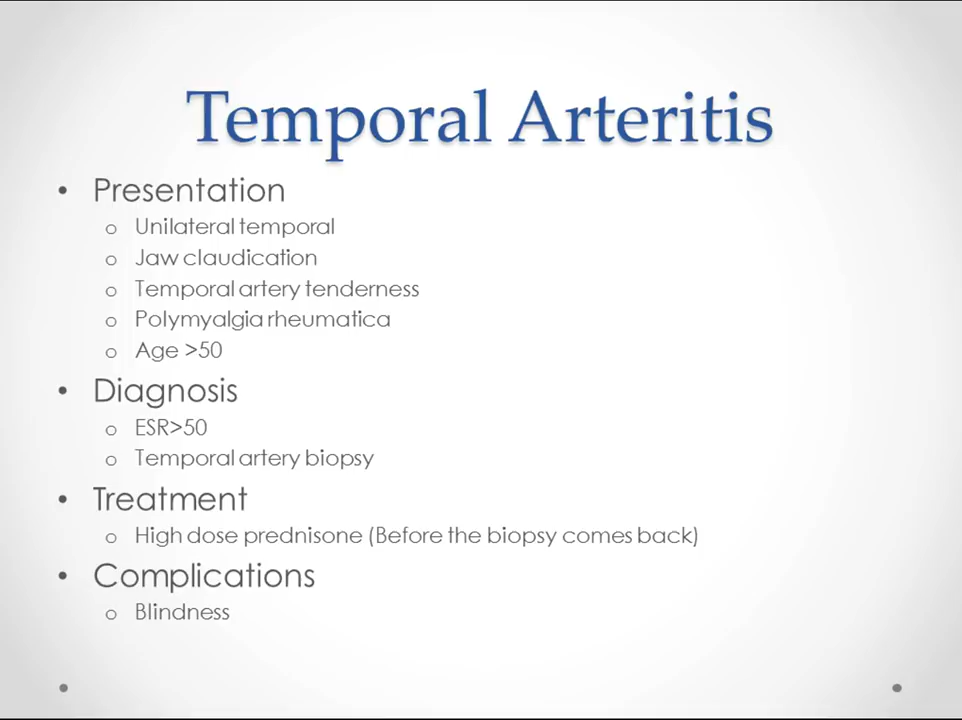 Temporal Arteritis
• Presentation
o Unilateral temporal
o Jaw claudication
o Temporal artery tenderness
o Polymyalgia rheumatica
o Age >50
• Diagnosis
o ESR>50
o Temporal artery biopsy
• Treatment
o High dose prednisone (Before the biopsy comes back)
• Complications
o Blindness